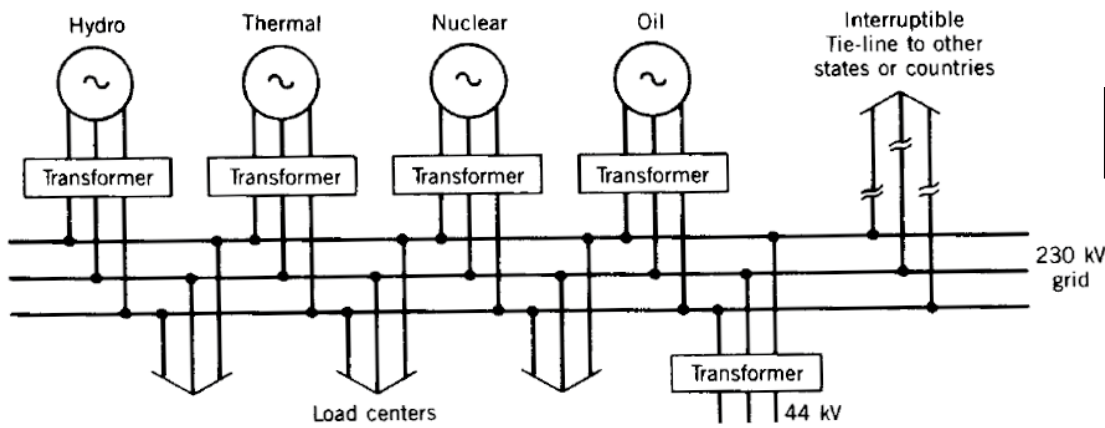 Hydro
Thermal
Nuclear
Oil
Interruptible
Tie-line to other
states or countries
Transformer
Transformer
Transformer
Transformer
230 kV
grid
Transformer
Load centers
44 kV